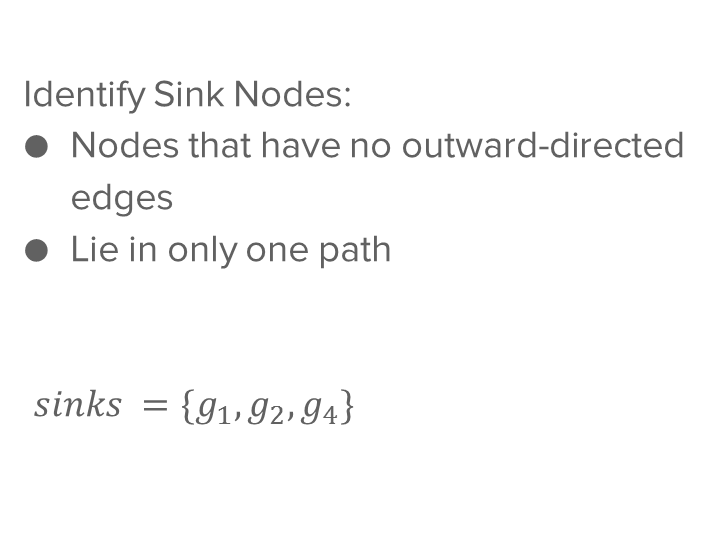 Identify Sink Nodes:
● Nodes that have no outward-directed
edges
● Lie in only one path
sinks = {g₁, g₂, g₄}